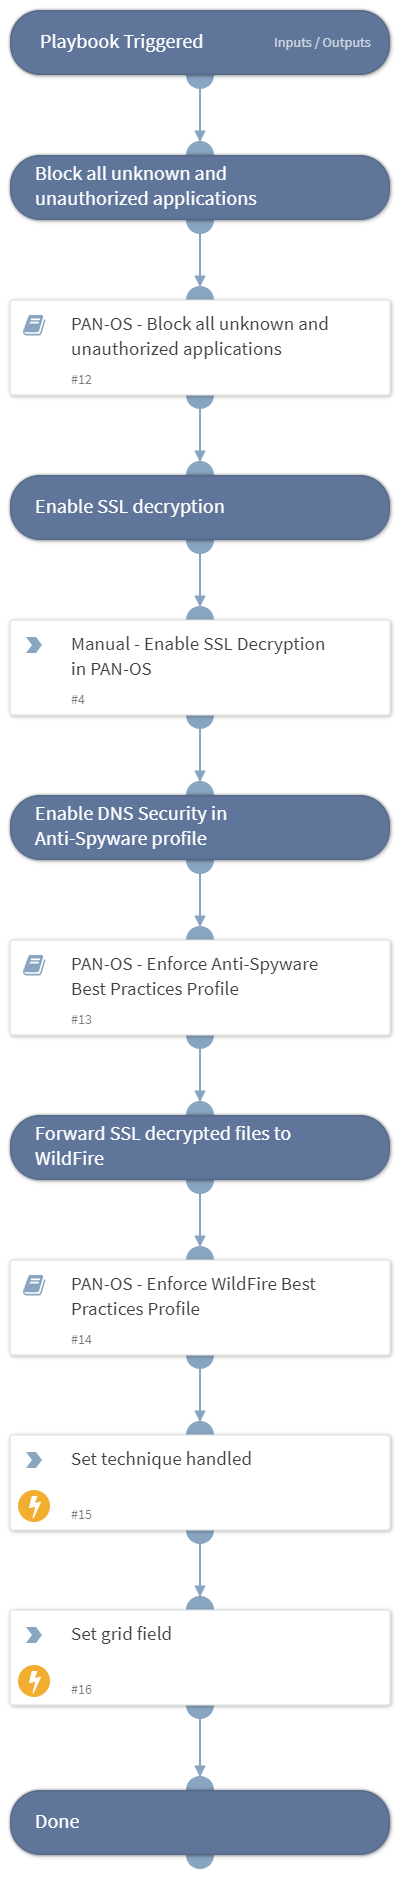 Playbook Triggered Inputs / Outputs
Block all unknown and
unauthorized applications
PAN-OS - Block all unknown and
unauthorized applications
#12
Enable SSL decryption
Manual - Enable SSL Decryption
in PAN-OS
#4
Enable DNS Security in
Anti-Spyware profile
PAN-OS - Enforce Anti-Spyware
Best Practices Profile
#13
Forward SSL decrypted files to
WildFire
PAN-OS - Enforce WildFire Best
Practices Profile
#14
Set technique handled
#15
Set grid field
#16
Done